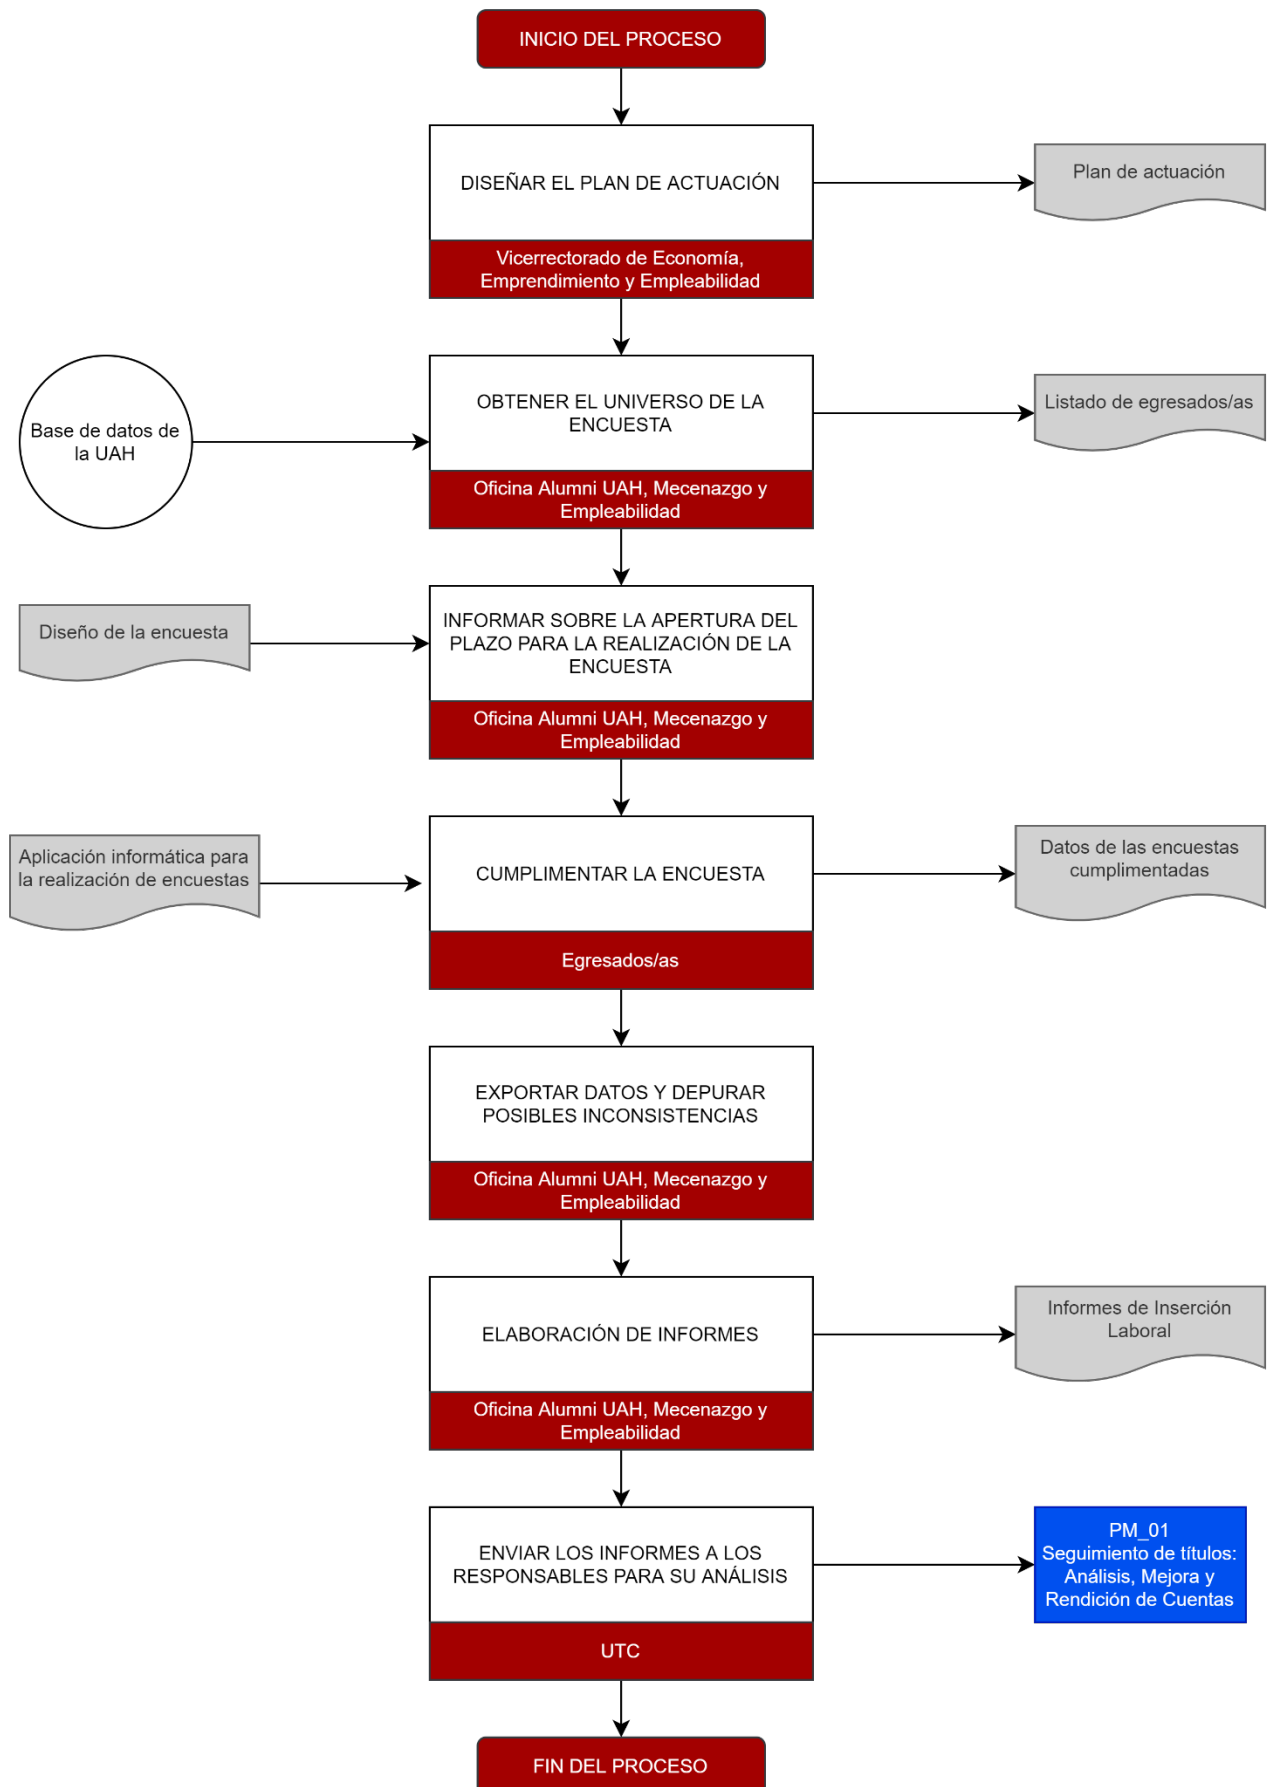 INICIO DEL PROCESO
DISEÑAR EL PLAN DE ACTUACIÓN
Plan de actuación
Vicerrectorado de Economía,
Emprendimiento y Empleabilidad
Base de datos de
la UAH
OBTENER EL UNIVERSO DE LA
ENCUESTA
Listado de egresados/as
Oficina Alumni UAH, Mecenazgo y
Empleabilidad
Diseño de la encuesta
INFORMAR SOBRE LA APERTURA DEL
PLAZO PARA LA REALIZACIÓN DE LA
ENCUESTA
Oficina Alumni UAH, Mecenazgo y
Empleabilidad
Aplicación informática para
la realización de encuestas
CUMPLIMENTAR LA ENCUESTA
Datos de las encuestas
cumplimentadas
Egresados/as
EXPORTAR DATOS Y DEPURAR
POSIBLES INCONSISTENCIAS
Oficina Alumni UAH, Mecenazgo y
Empleabilidad
ELABORACIÓN DE INFORMES
Informes de Inserción
Laboral
Oficina Alumni UAH, Mecenazgo y
Empleabilidad
ENVIAR LOS INFORMES A LOS
RESPONSABLES PARA SU ANÁLISIS
PM_01
Seguimiento de títulos:
Análisis, Mejora y
Rendición de Cuentas
UTC
FIN DEL PROCESO